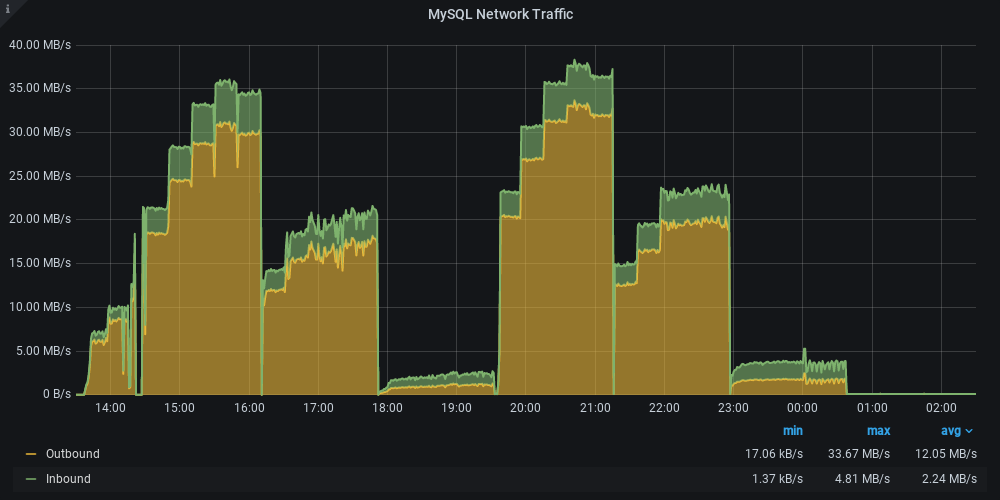 i
MySQL Network Traffic
40.00 MB/s
35.00 MB/s
30.00 MB/s
25.00 MB/s
20.00 MB/s
15.00 MB/s
10.00 MB/s
5.00 MB/s
0 B/s
14:00 15:00 16:00 17:00 18:00 19:00 20:00 21:00 22:00 23:00 00:00 01:00 02:00
min max avg
Outbound 17.06 kB/s 33.67 MB/s 12.05 MB/s
Inbound 1.37 kB/s 4.81 MB/s 2.24 MB/s